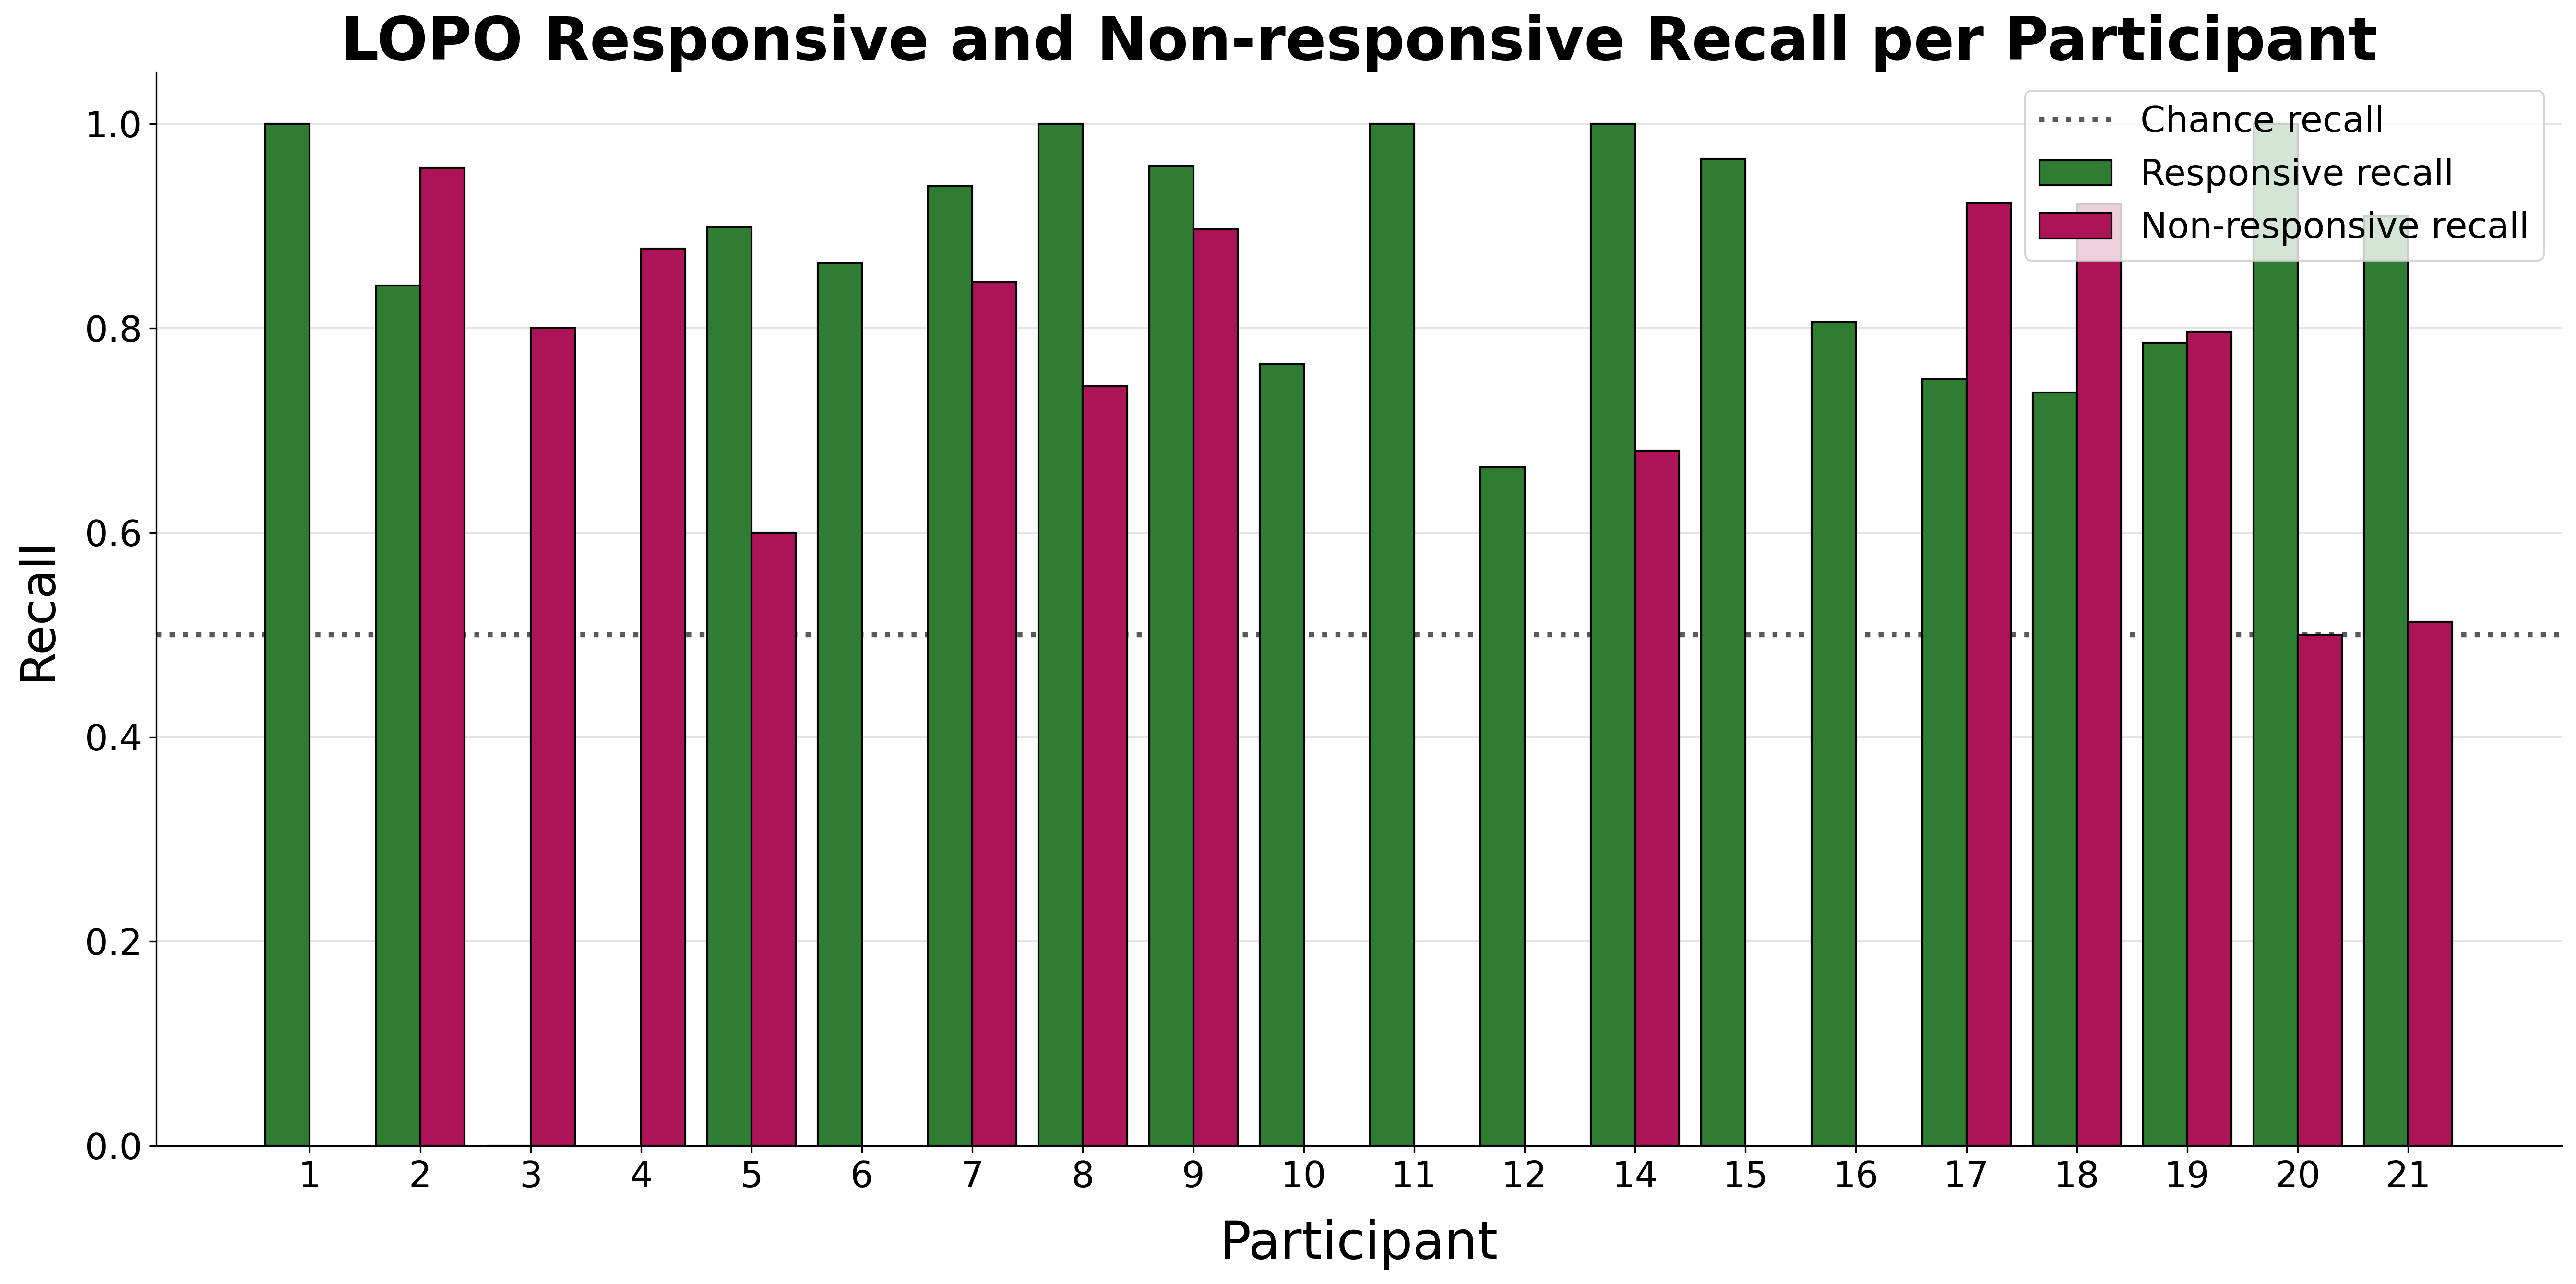 LOPO Responsive and Non-responsive Recall per Participant
Chance recall
Responsive recall
Non-responsive recall
1.0
0.8
0.6
0.4
0.2
0.0
Recall
1 2 3 4 5 6 7 8 9 10 11 12 14 15 16 17 18 19 20 21
Participant